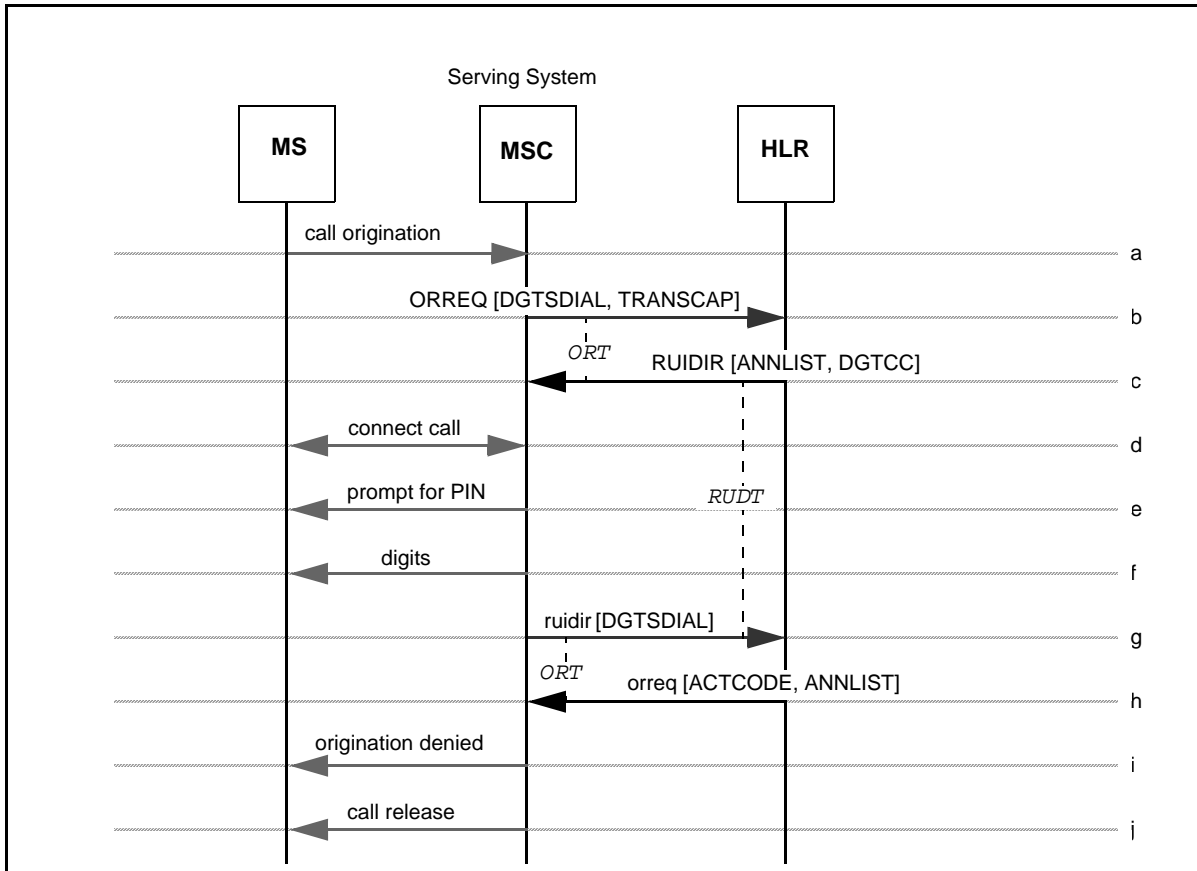 Serving System
MS
MSC
HLR
call origination
a
ORREQ [DGTSDIAL, TRANSCAP]
b
ORT
RUIDIR [ANNLIST, DGTCC]
c
connect call
d
prompt for PIN
RUDT
e
digits
f
ruidir [DGTSDIAL]
g
ORT
orreq [ACTCODE, ANNLIST]
h
origination denied
i
call release
j